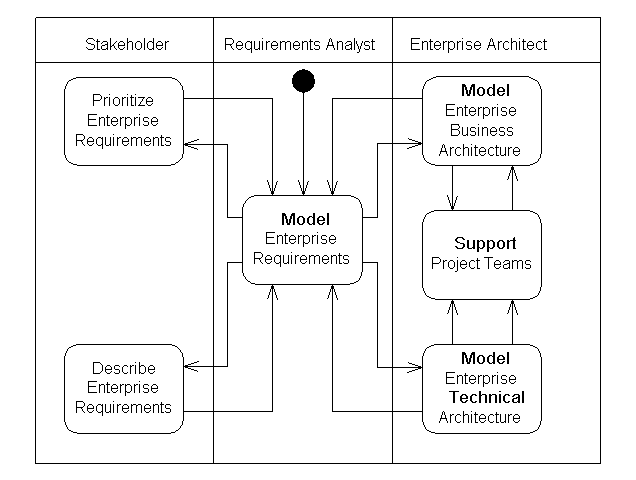 Stakeholder
Requirements Analyst
Enterprise Architect
Prioritize
Enterprise
Requirements
Model
Enterprise
Business
Architecture
Model
Enterprise
Requirements
Support
Project Teams
Describe
Enterprise
Requirements
Model
Enterprise
Technical
Architecture